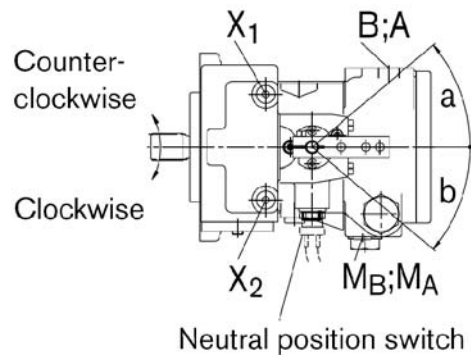 X1
B;A
Counter-
clockwise
a
b
Clockwise
X2
MB;MA
Neutral position switch